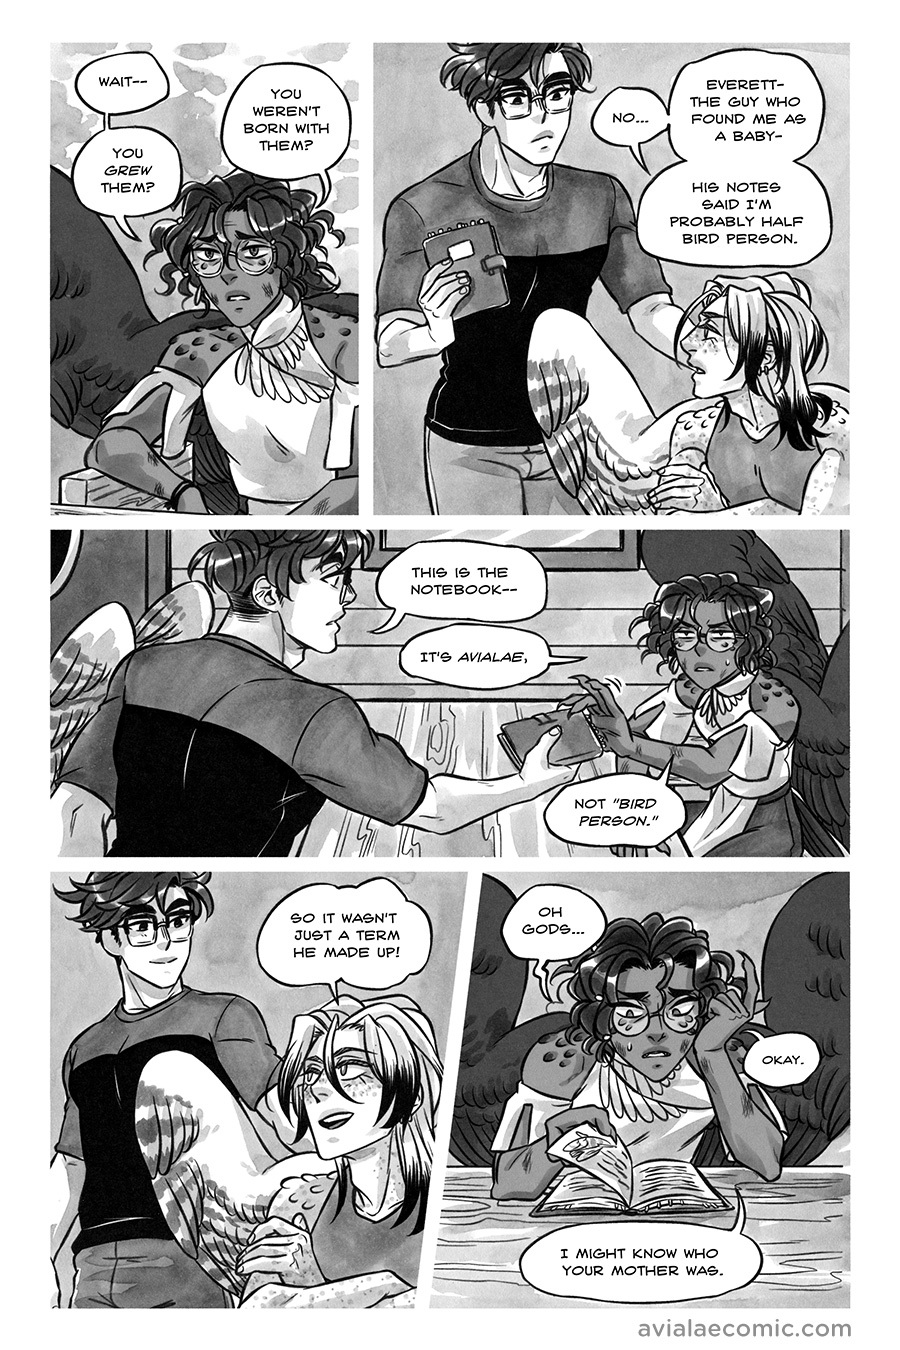 WAIT--
YOU
GREW
THEM?
YOU
WEREN'T
BORN WITH
THEM?
NO...
EVERETT-
THE GUY WHO
FOUND ME AS
A BABY-
HIS NOTES
SAID I'M
PROBABLY HALF
BIRD PERSON.
THIS IS THE
NOTEBOOK--
IT'S AVIALAE,
NOT "BIRD
PERSON."
SO IT WASN'T
JUST A TERM
HE MADE UP!
OH
GODS...
OKAY.
I MIGHT KNOW WHO
YOUR MOTHER WAS.
avialaecomic.com